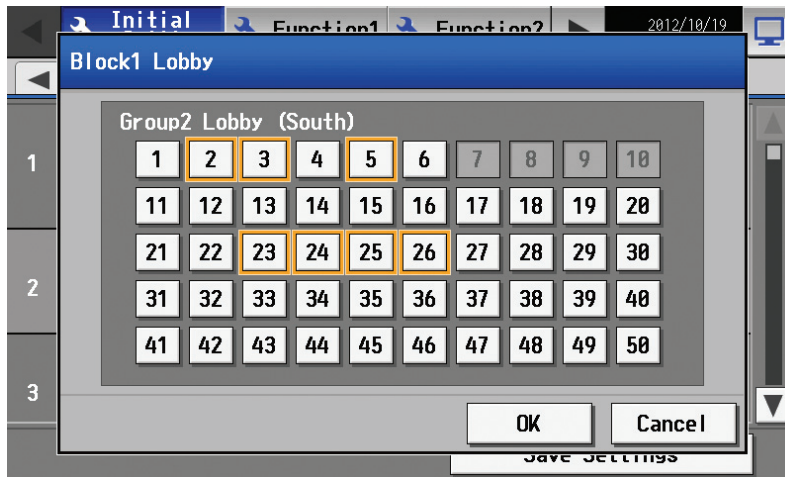 Initial Function1 Function2 2012/10/19
Block1 Lobby
Group2 Lobby (South)
1 2 3 4 5 6 7 8 9 10
11 12 13 14 15 16 17 18 19 20
21 22 23 24 25 26 27 28 29 30
31 32 33 34 35 36 37 38 39 40
41 42 43 44 45 46 47 48 49 50
1
2
3
OK Cancel
Save Settings